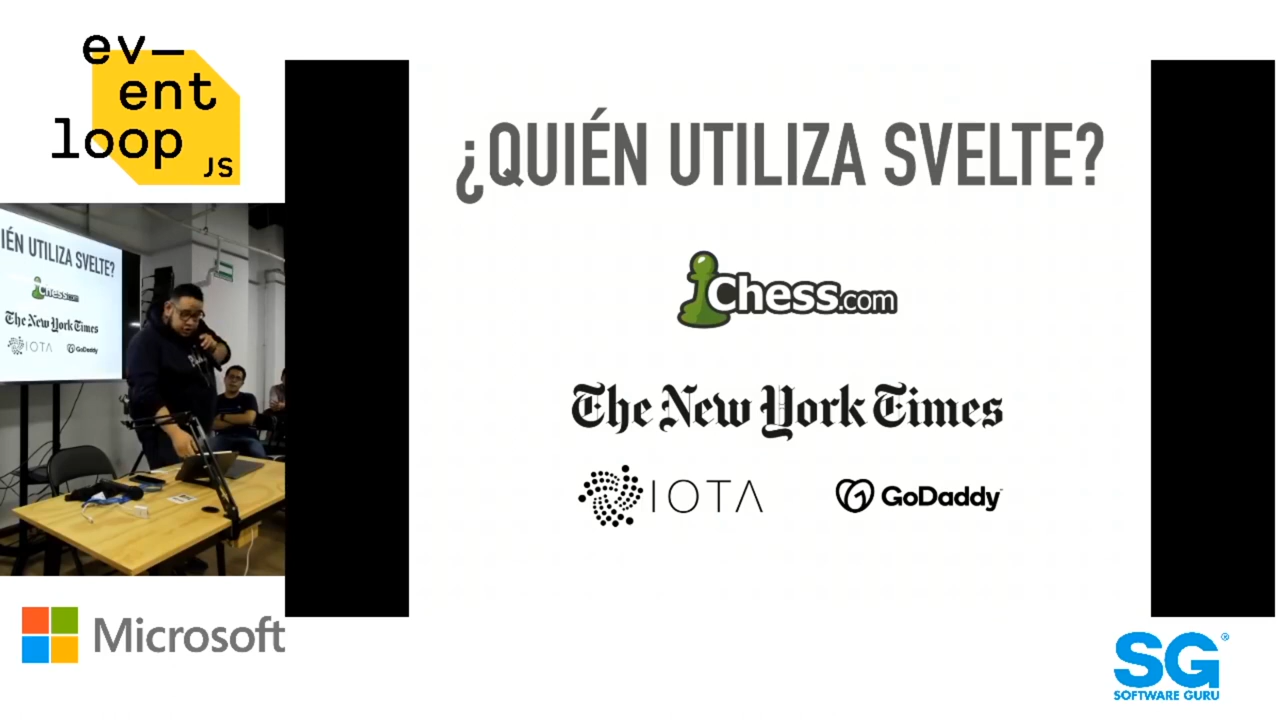 ev—
ent
loop JS
¿QUIÉN UTILIZA SVELTE?
Chess.com
The New York Times
IOTA
GoDaddy
IÉN UTILIZA SVELTE?
Chess.com
The New York Times
IOTA
GoDaddy
Microsoft
SG®
SOFTWARE GURU